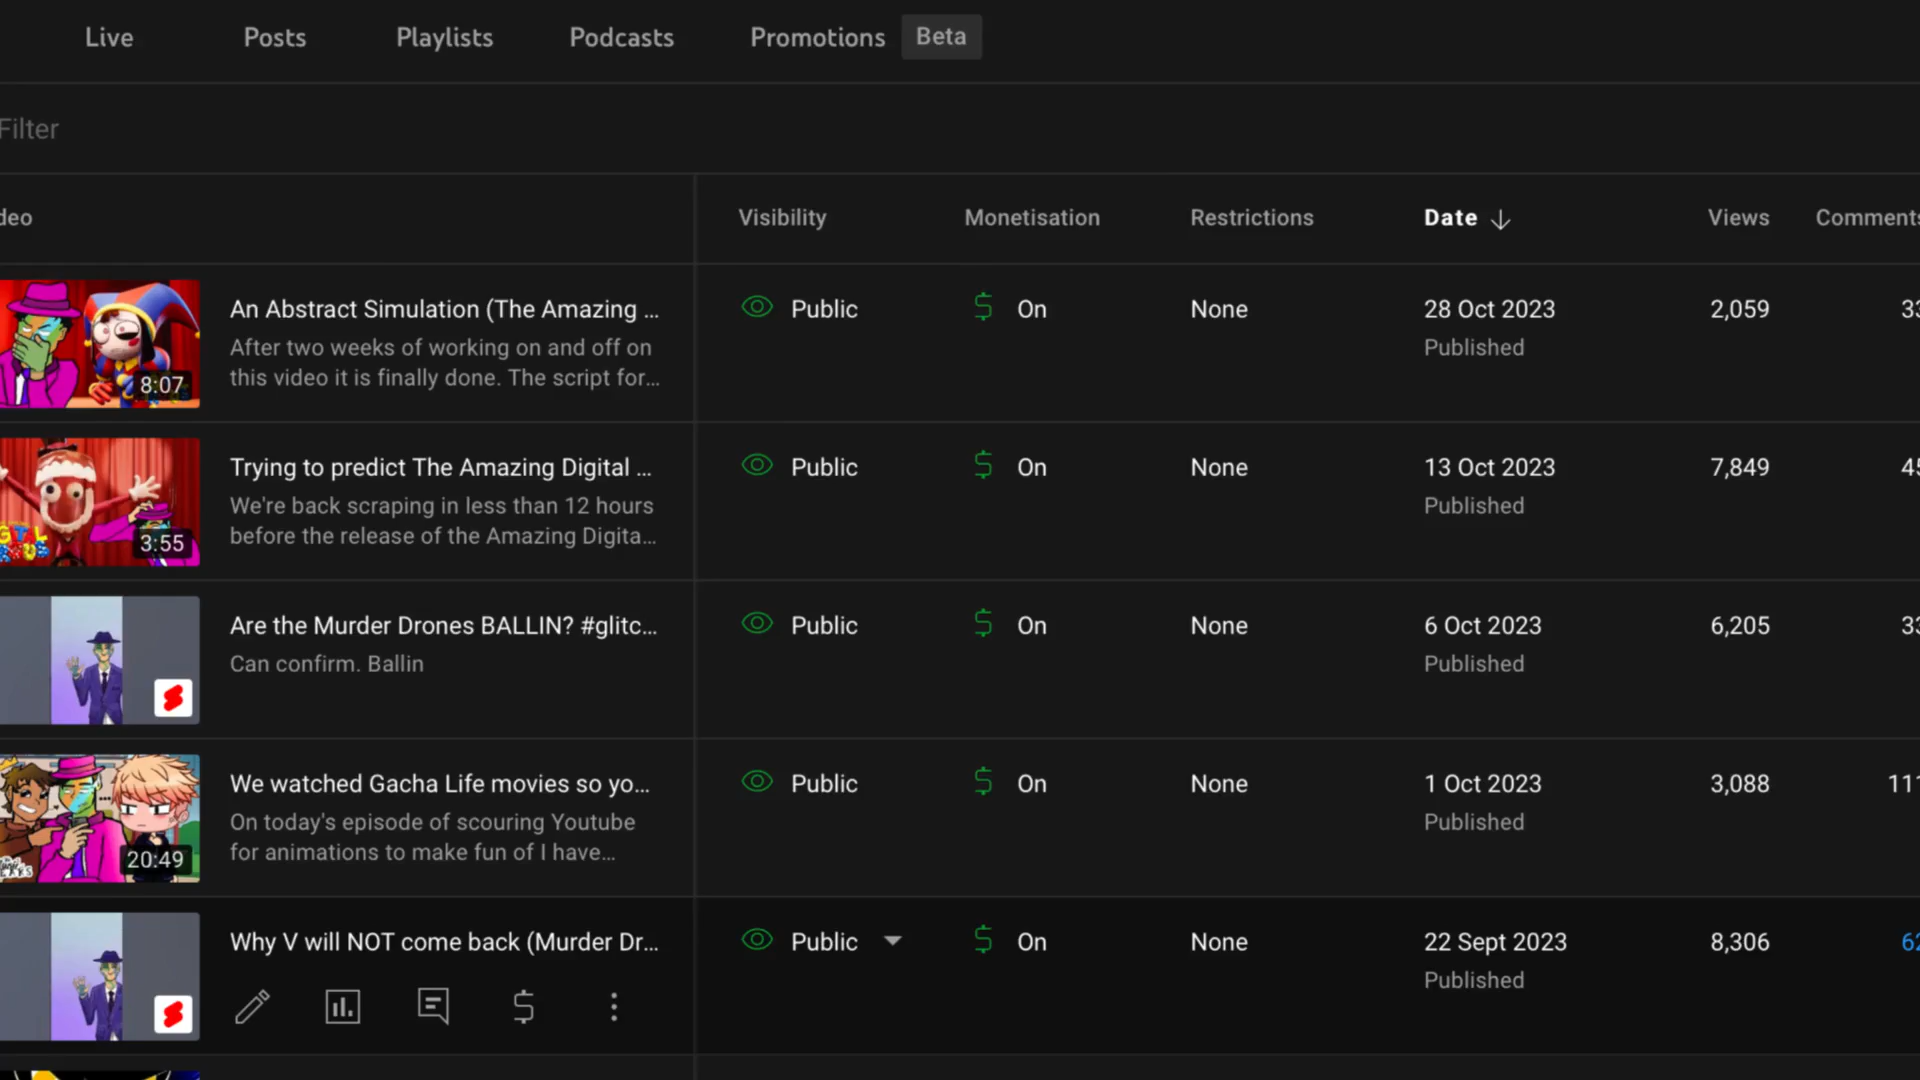 Live Posts Playlists Podcasts Promotions Beta
Filter
deo Visibility Monetisation Restrictions Date Views Comments
An Abstract Simulation (The Amazing ... Public On None 28 Oct 2023 2,059 33
After two weeks of working on and off on Published
this video it is finally done. The script for...
8:07
Trying to predict The Amazing Digital ... Public On None 13 Oct 2023 7,849 45
We're back scraping in less than 12 hours Published
before the release of the Amazing Digita...
3:55
Are the Murder Drones BALLIN? #glitc... Public On None 6 Oct 2023 6,205 33
Can confirm. Ballin Published
We watched Gacha Life movies so yo... Public On None 1 Oct 2023 3,088 111
On today's episode of scouring Youtube Published
for animations to make fun of I have...
20:49
Why V will NOT come back (Murder Dr... Public On None 22 Sept 2023 8,306 62
Published